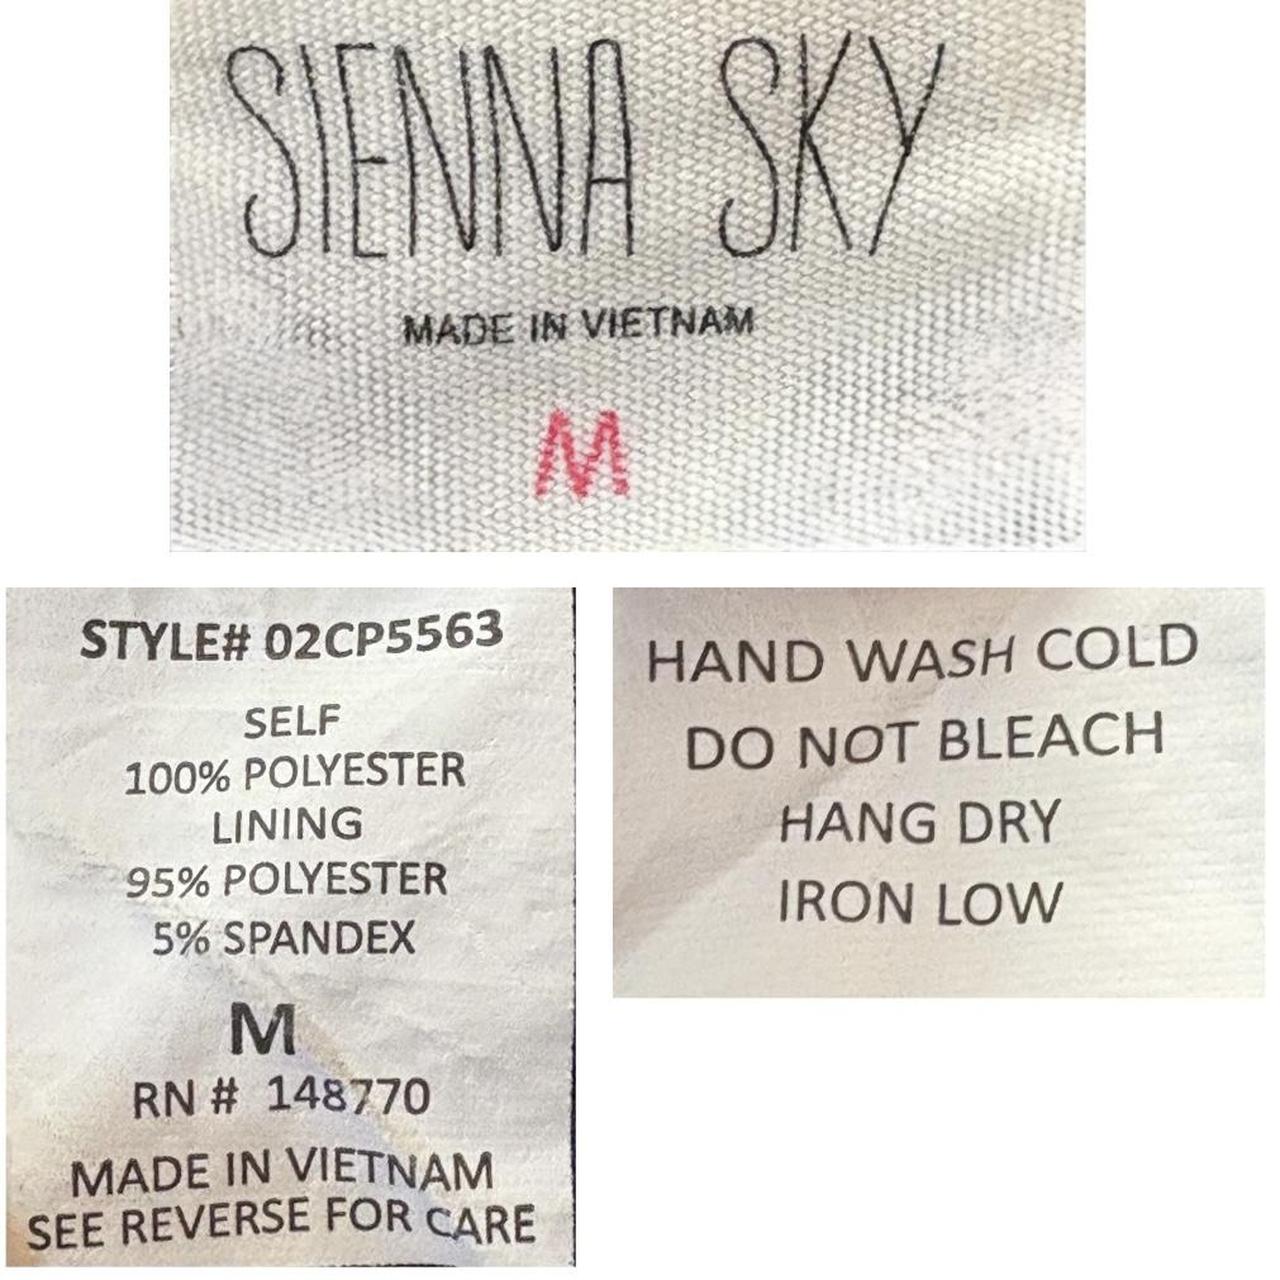 SIENNA SKY
MADE IN VIETNAM
M
STYLE# 02CP5563
SELF
100% POLYESTER
LINING
95% POLYESTER
5% SPANDEX
M
RN # 148770
MADE IN VIETNAM
SEE REVERSE FOR CARE
HAND WASH COLD
DO NOT BLEACH
HANG DRY
IRON LOW